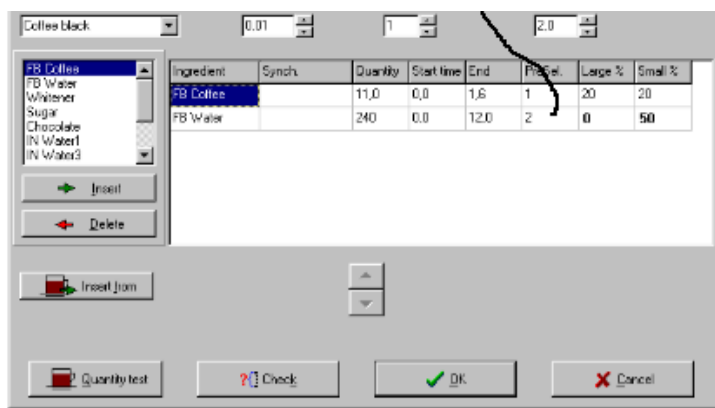 Coffee black 0.01 1 2.0
FB Coffee
FB Water
Whitener
Sugar
Chocolate
IN Water1
IN Water3
Insert
Delete
Ingredient Synch. Quantity Start time End PreSel. Large % Small %
FB Coffee 11,0 0,0 1,6 1 20 20
FB Water 240 0.0 12.0 2 0 50
Insert from
Quantity test ?{} Check OK Cancel